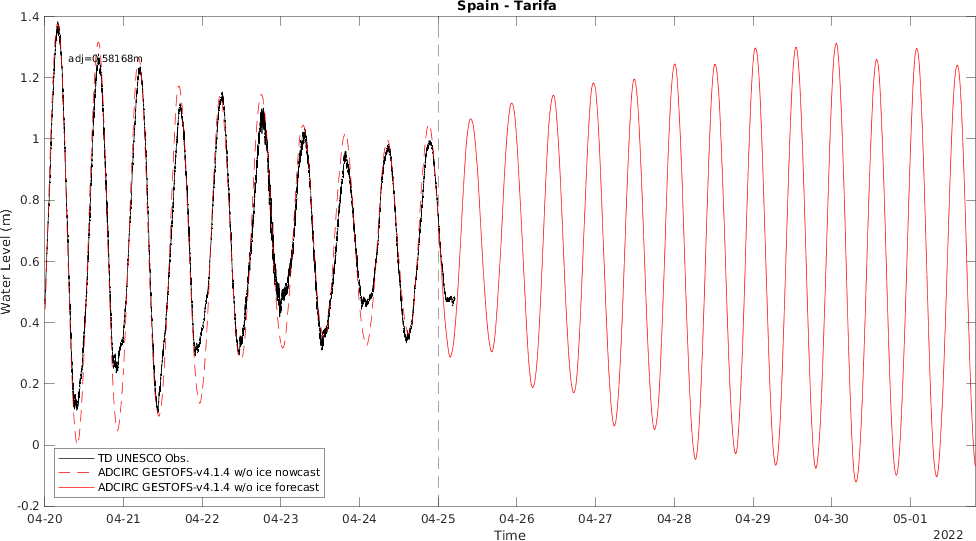 Spain - Tarifa
adj=0.58168m
Water Level (m)
1.4
1.2
1
0.8
0.6
0.4
0.2
0
-0.2
TD UNESCO Obs.
ADCIRC GESTOFS-v4.1.4 w/o ice nowcast
ADCIRC GESTOFS-v4.1.4 w/o ice forecast
04-20 04-21 04-22 04-23 04-24 04-25 04-26 04-27 04-28 04-29 04-30 05-01
Time
2022